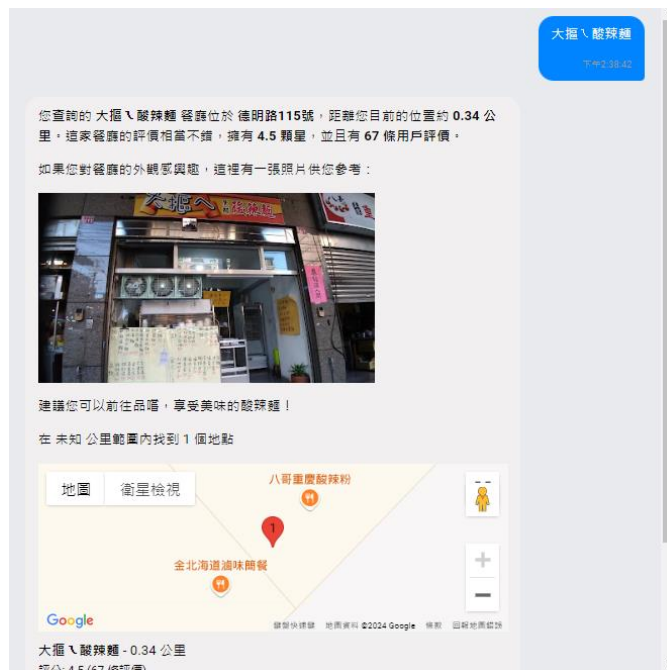 大摳ㄟ酸辣麵
下午2:38:42
您查詢的 大摳ㄟ酸辣麵 餐廳位於 德明路115號，距離您目前的位置約 0.34 公
里。這家餐廳的評價相當不錯，擁有 4.5 顆星，並且有 67 條用戶評價。
如果您對餐廳的外觀感興趣，這裡有一張照片供您參考：
大摳ㄟ
酸辣麵
建議您可以前往品嚐，享受美味的酸辣麵！
在 未知 公里範圍內找到 1 個地點
地圖 衛星檢視
八哥重慶酸辣粉
1
金北海道滷味簡餐
Google
鍵盤快速鍵 地圖資料 ©2024 Google 條款 回報地圖錯誤
大摳ㄟ酸辣麵 - 0.34 公里
評分: 4.5 (67 條評價)